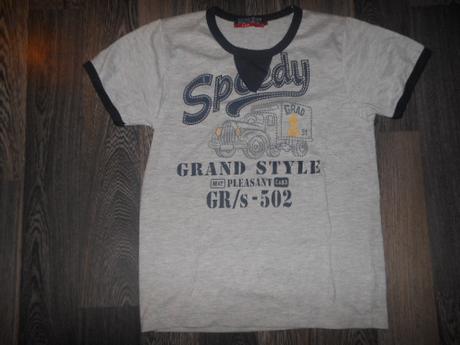 Speedy
GRAD
GRAND STYLE
PLEASANT
GR/s-502